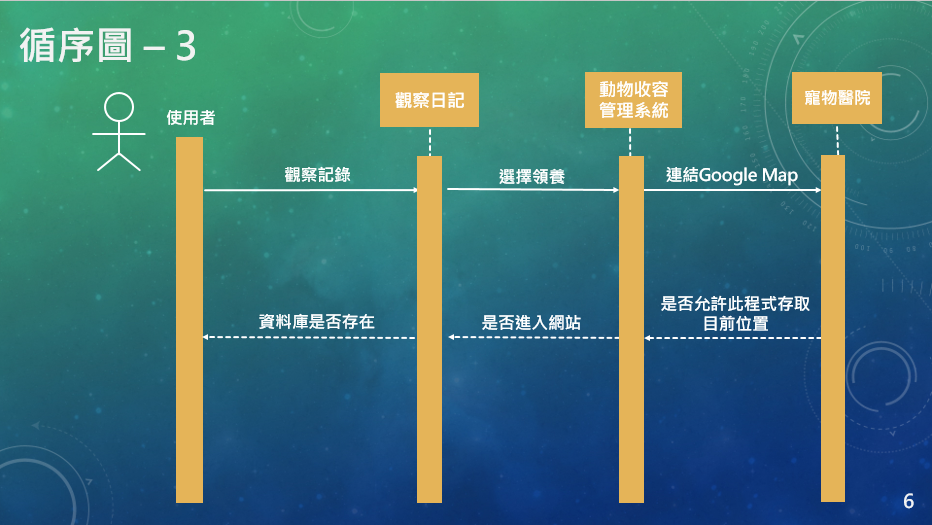 循序圖 – 3
使用者
觀察日記
動物收容
管理系統
寵物醫院
觀察記錄
選擇領養
連結Google Map
資料庫是否存在
是否進入網站
是否允許此程式存取
目前位置
6